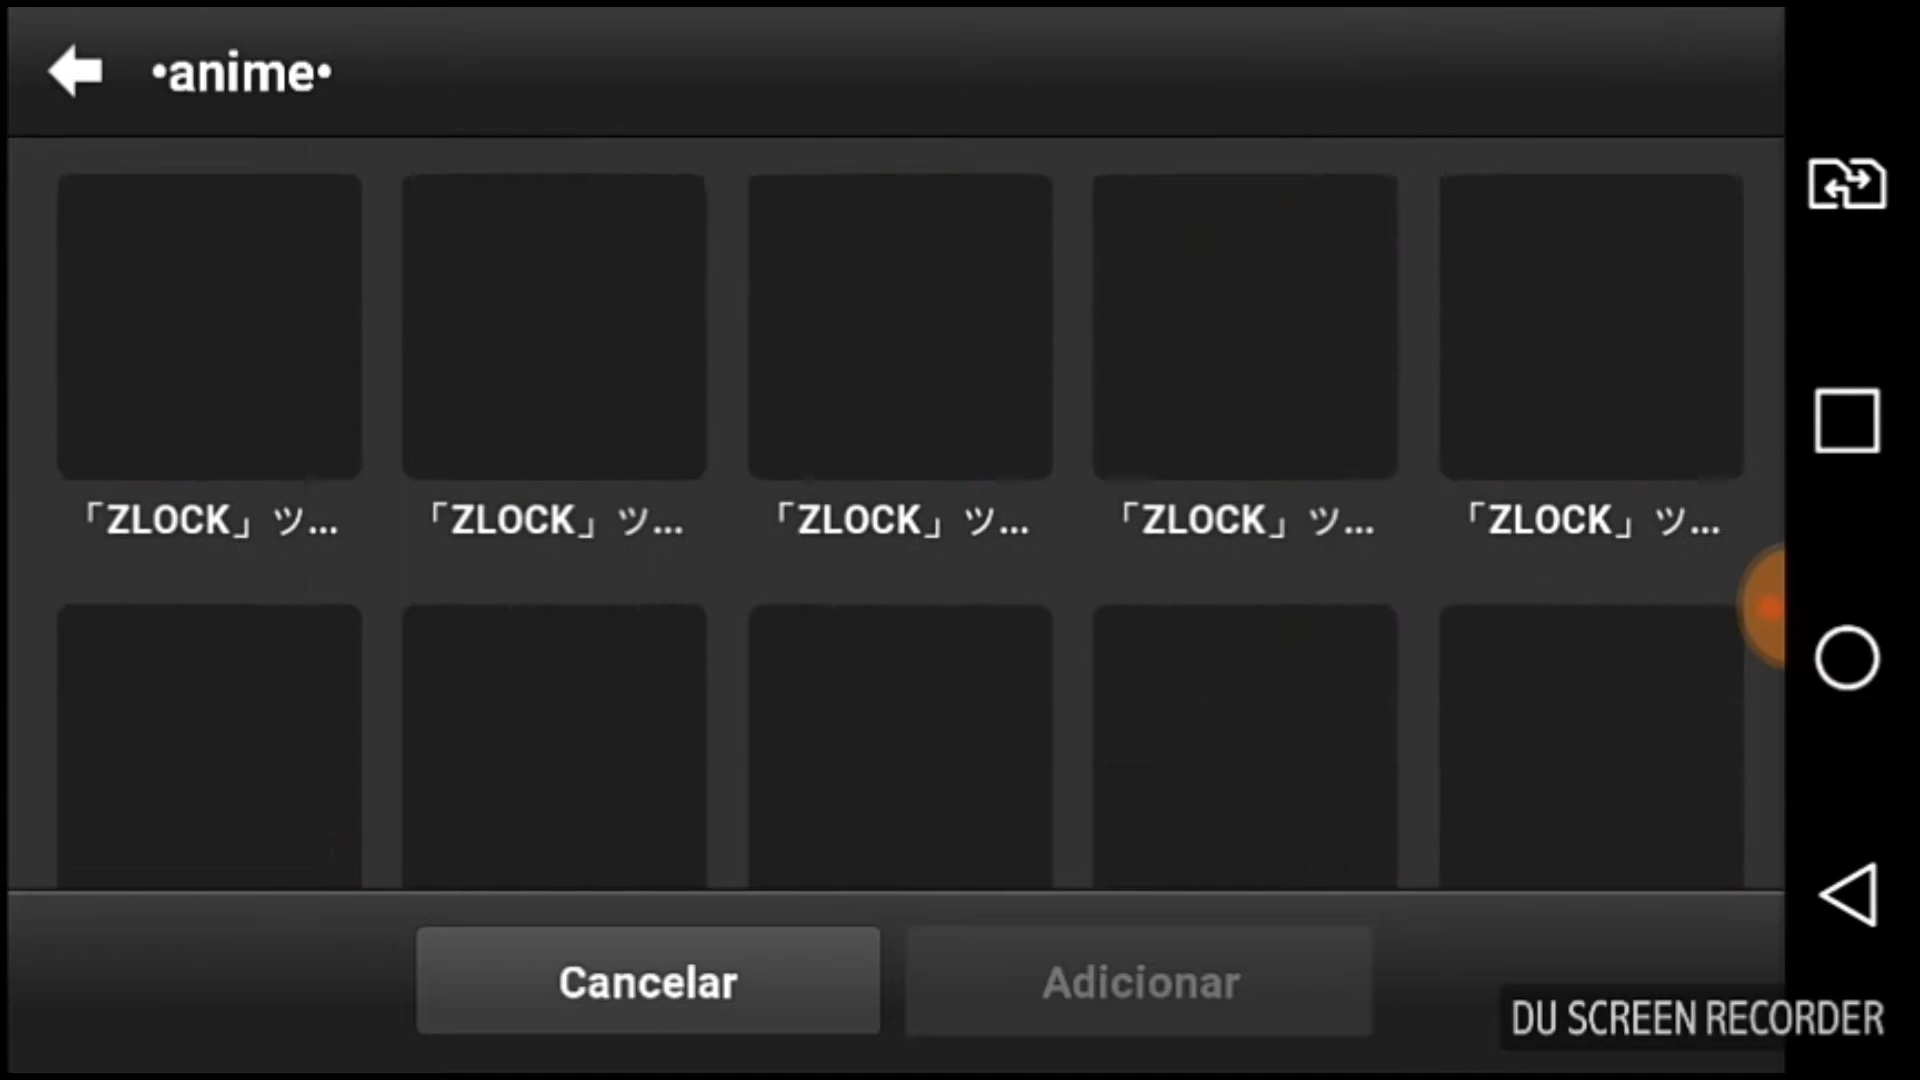 •anime•
「ZLOCK」ツ... 「ZLOCK」ツ... 「ZLOCK」ツ... 「ZLOCK」ツ... 「ZLOCK」ツ...
Cancelar Adicionar
DU SCREEN RECORDER